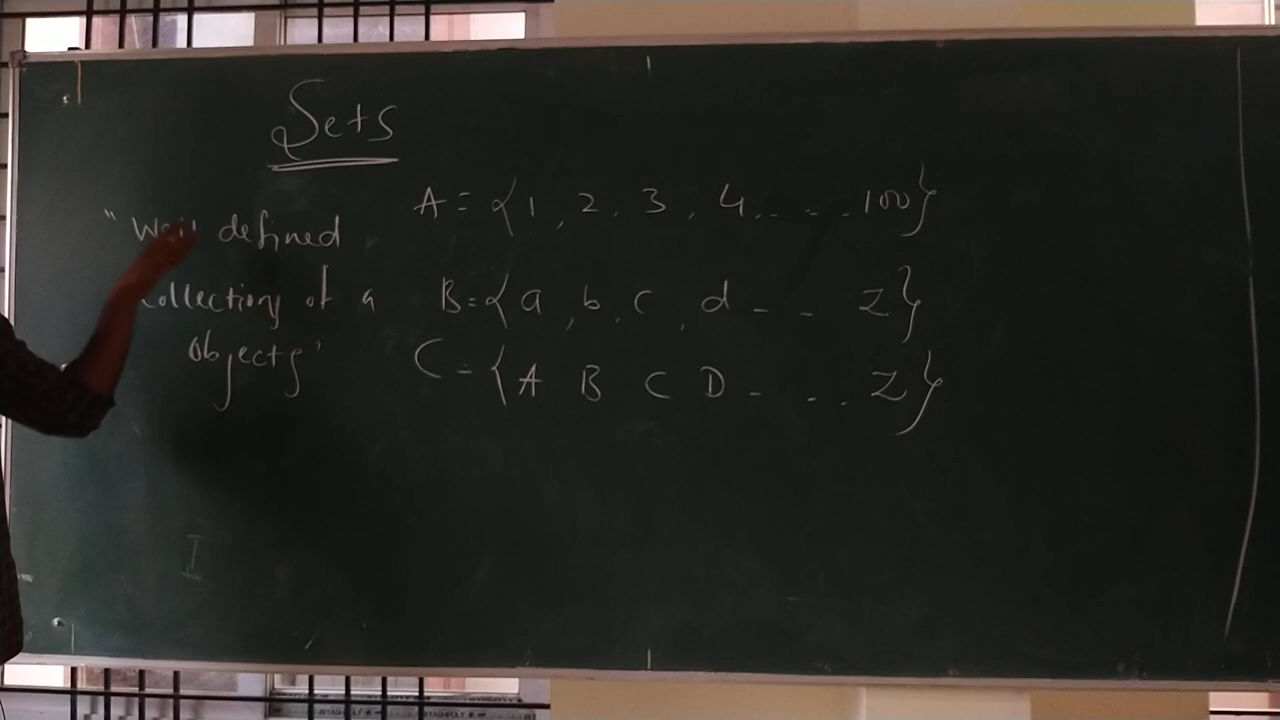 Sets
"Well defined
collection of a
objects"
A = {1, 2, 3, 4, - - . 100}
B = {a, b, c, d - - z}
C = {A B C D - - . Z}
I